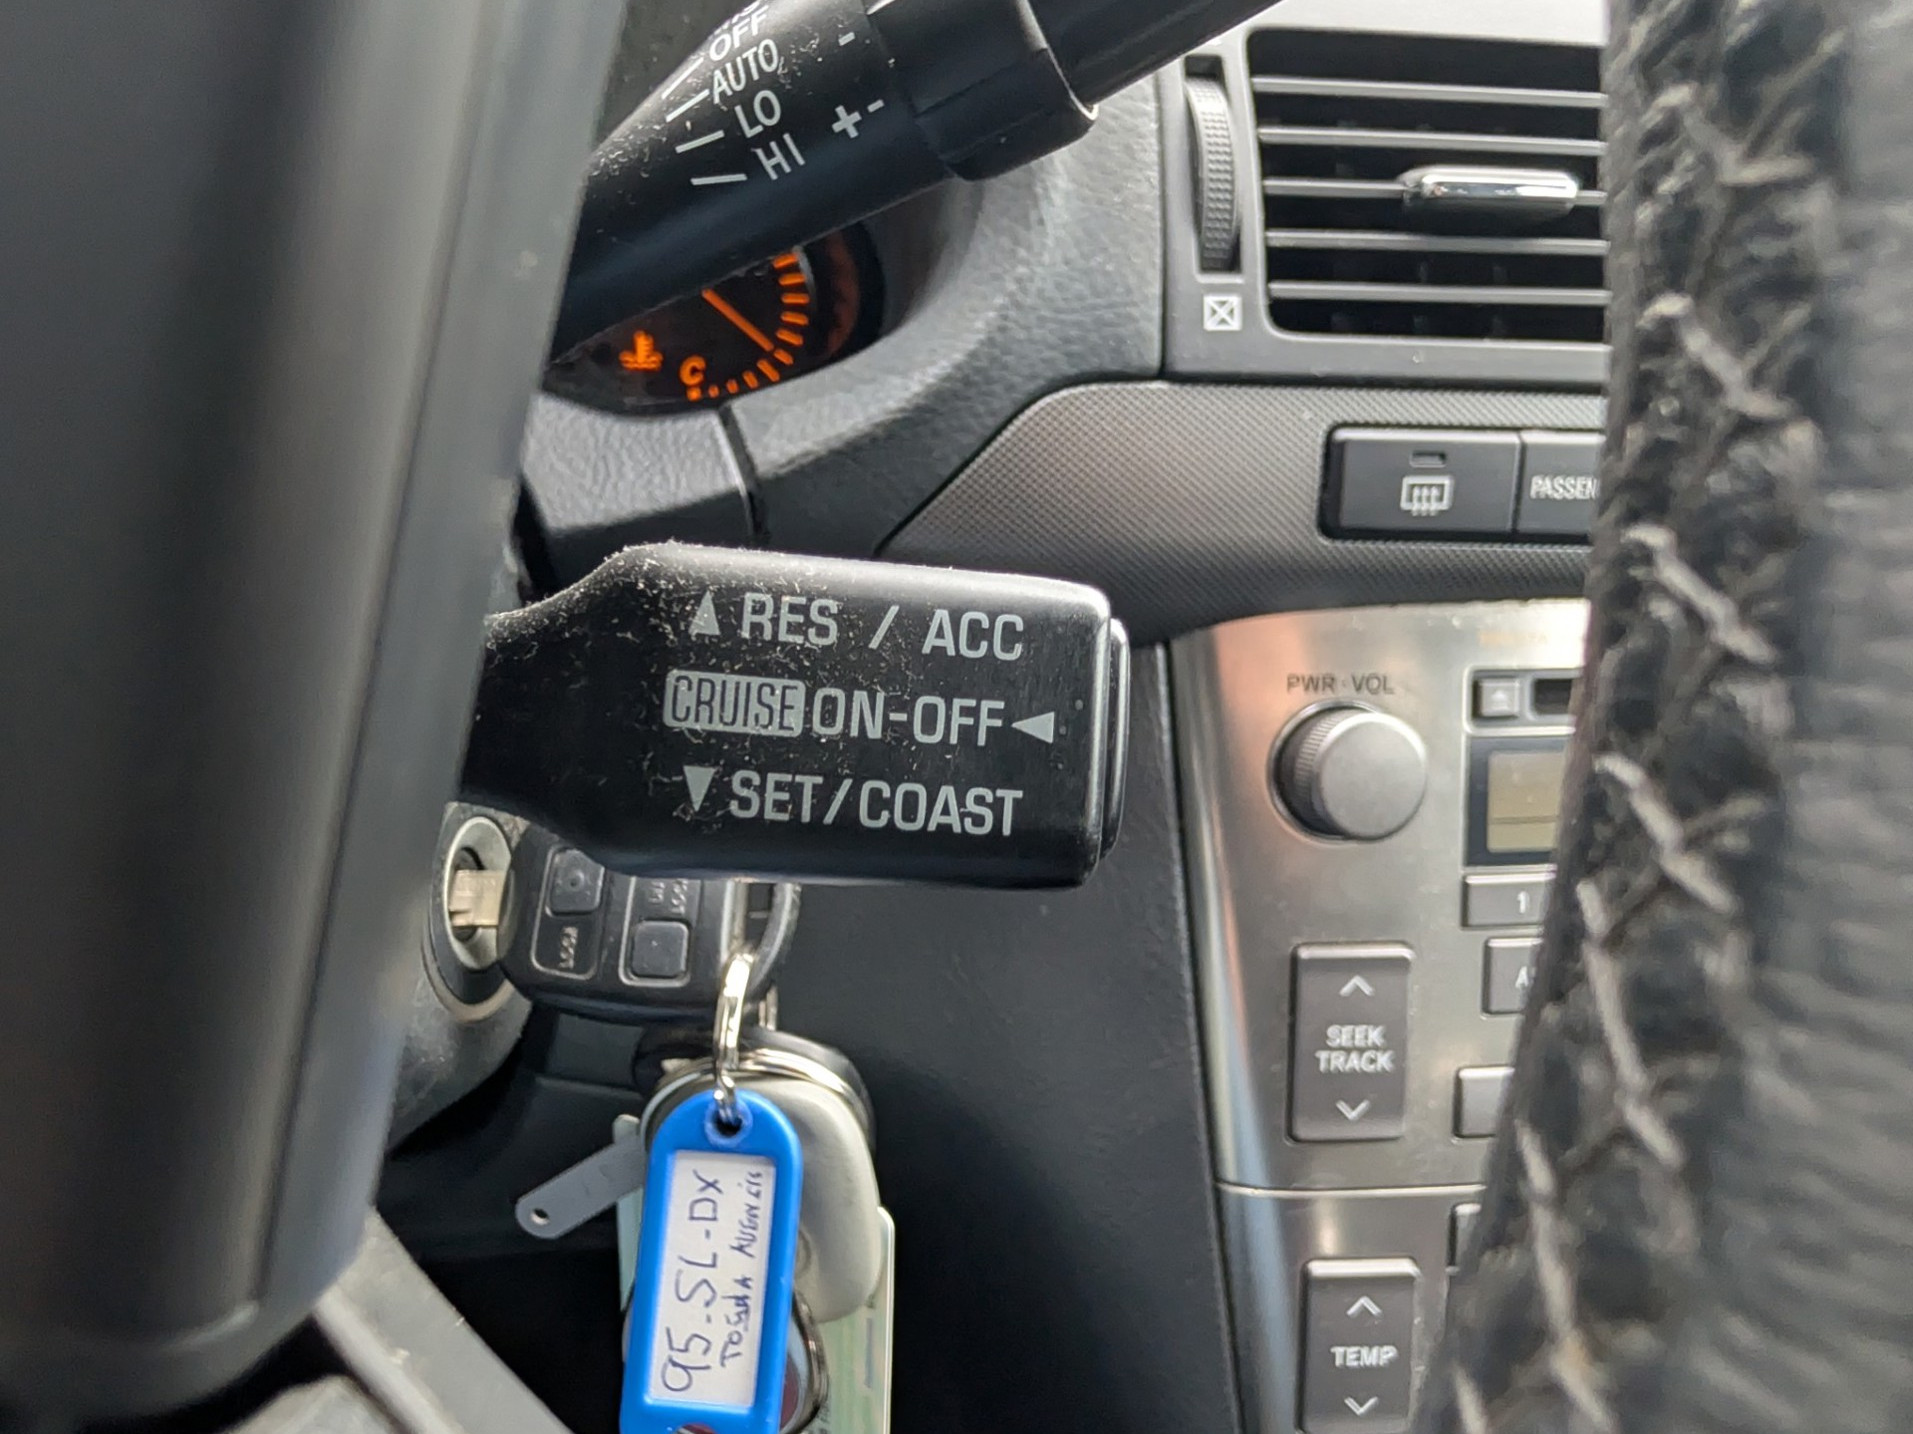 OFF
AUTO
LO
HI
- + -
C
RES / ACC
CRUISE ON-OFF
SET/COAST
PWR·VOL
LOCK
1
SEEK
TRACK
TEMP
95-SL-DX